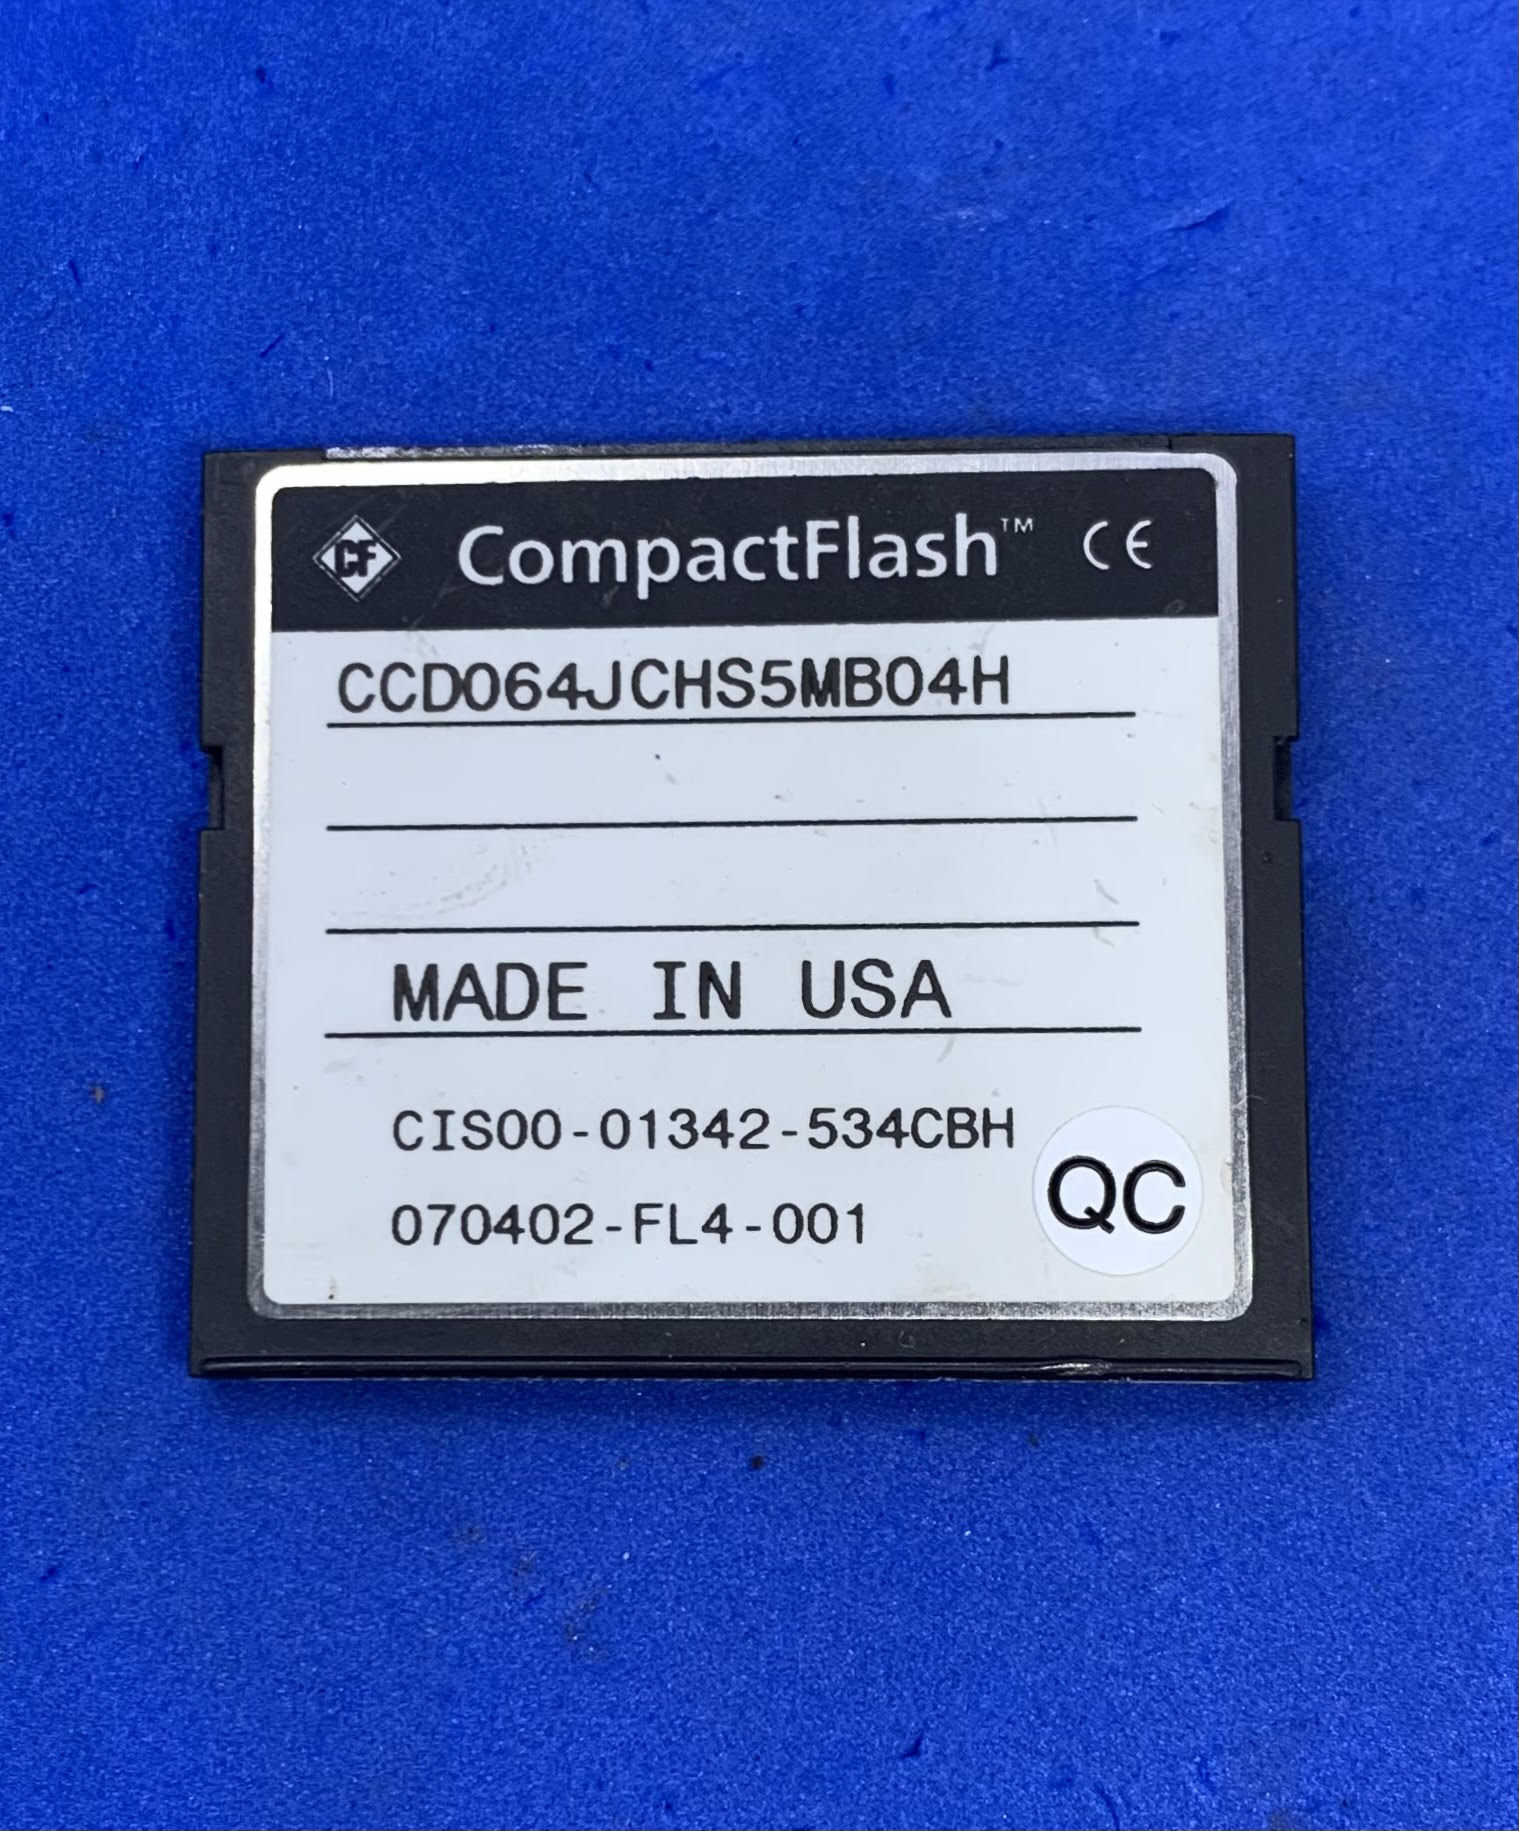 CF CompactFlash™ CE
CCD064JCHS5MB04H
MADE IN USA
CIS00-01342-534CBH
070402-FL4-001
QC